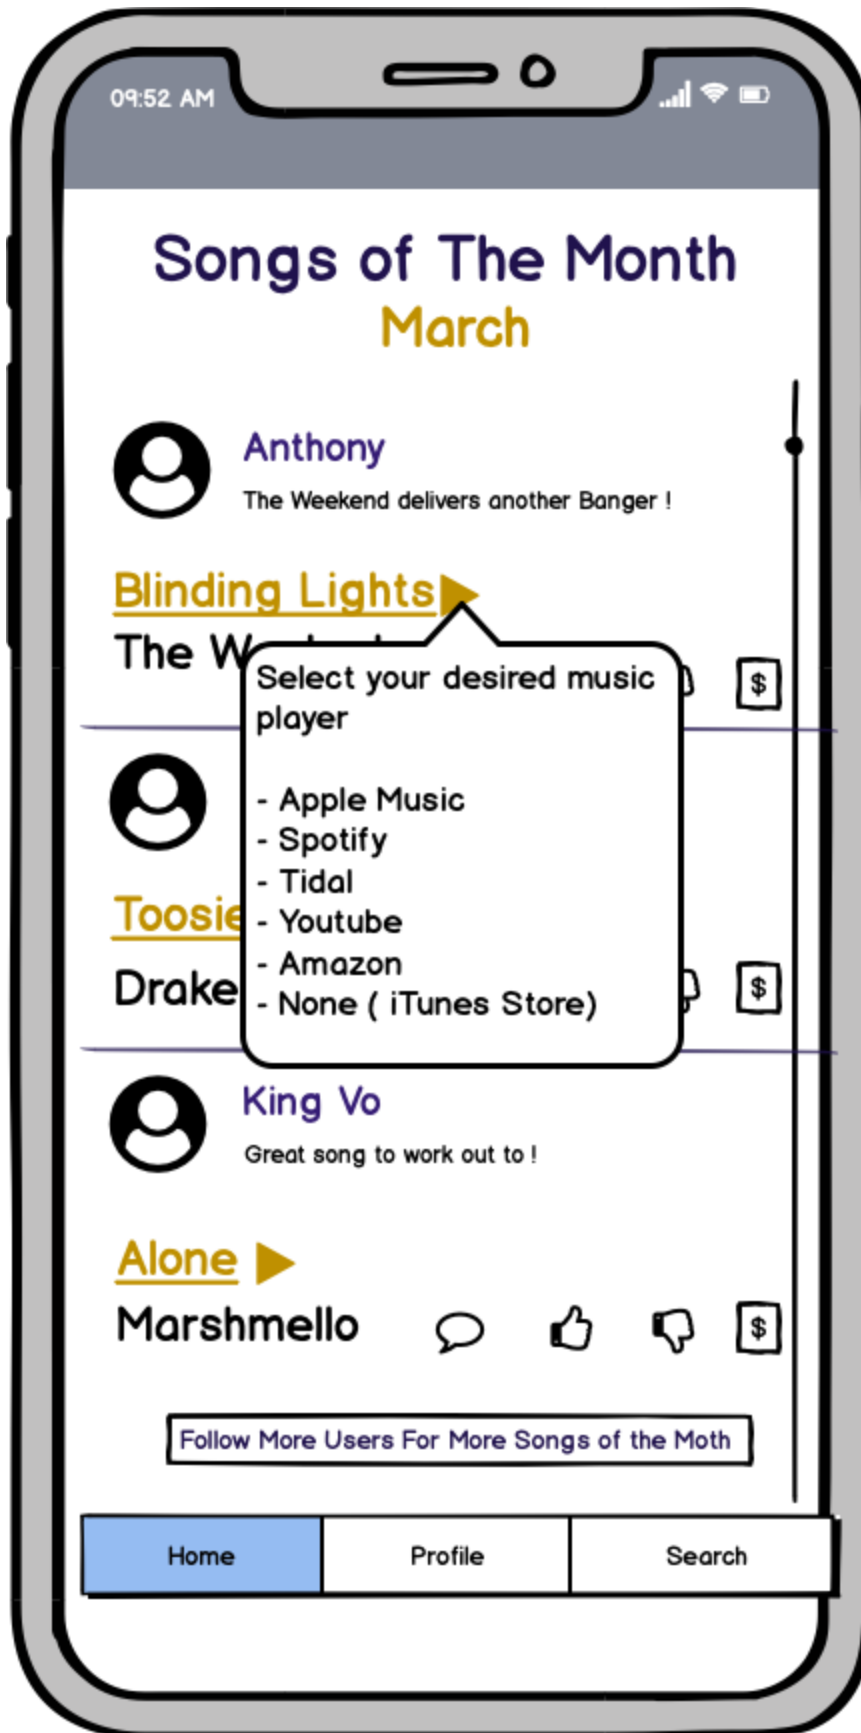 09:52 AM
Songs of The Month
March
Anthony
The Weekend delivers another Banger !
Blinding Lights
The
Select your desired music
player
- Apple Music
- Spotify
- Tidal
- Youtube
- Amazon
- None ( iTunes Store)
$
Toosie
Drake
$
King Vo
Great song to work out to !
Alone
Marshmello
$
Follow More Users For More Songs of the Moth
Home
Profile
Search